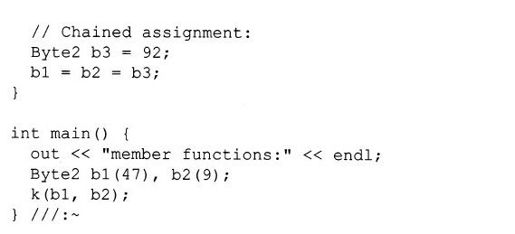 // Chained assignment:
Byte2 b3 = 92;
b1 = b2 = b3;
}
int main() {
out << "member functions:" << endl;
Byte2 b1(47), b2(9);
k(b1, b2);
} ///:~